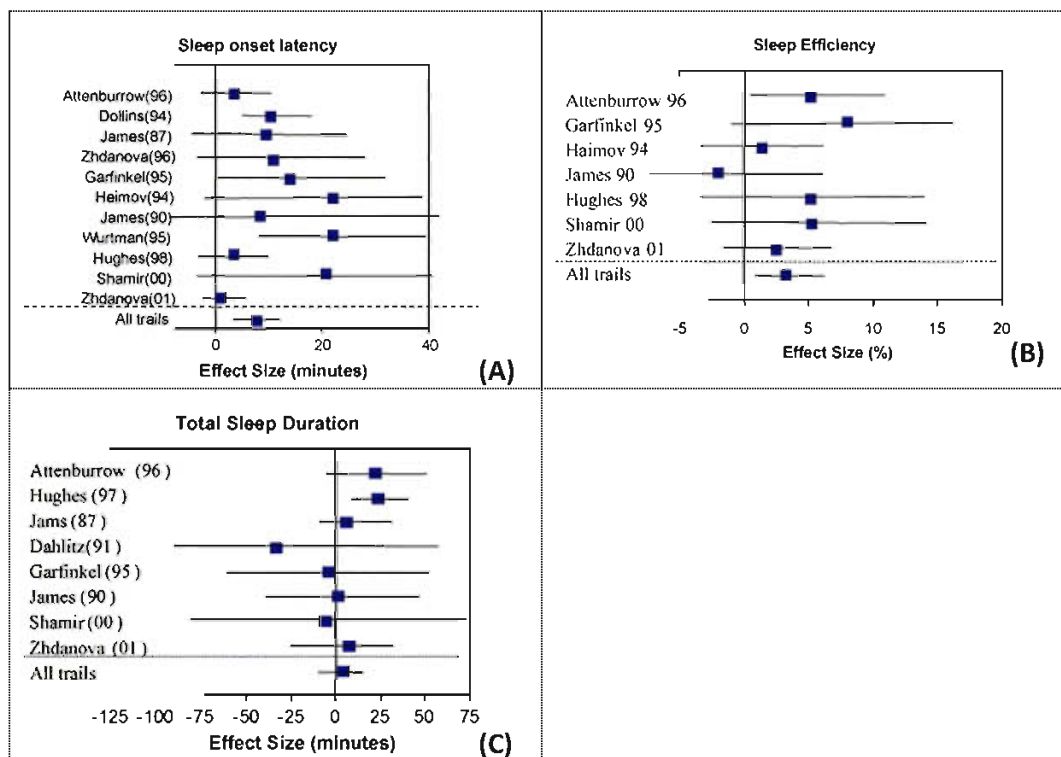 Sleep onset latency
Attenburrow(96)
Dollins(94)
James(87)
Zhdanova(96)
Garfinkel(95)
Heimov(94)
James(90)
Wurtman(95)
Hughes(98)
Shamir(00)
Zhdanova(01)
All trails
0 20 40
Effect Size (minutes)
(A)
Sleep Efficiency
Attenburrow 96
Garfinkel 95
Haimov 94
James 90
Hughes 98
Shamir 00
Zhdanova 01
All trails
-5 0 5 10 15 20
Effect Size (%)
(B)
Total Sleep Duration
Attenburrow (96 )
Hughes (97 )
Jams (87 )
Dahlitz(91 )
Garfinkel (95 )
James (90 )
Shamir (00 )
Zhdanova (01 )
All trails
-125 -100 -50 -25 0 25 50 75
Effect Size (minutes)
(C)